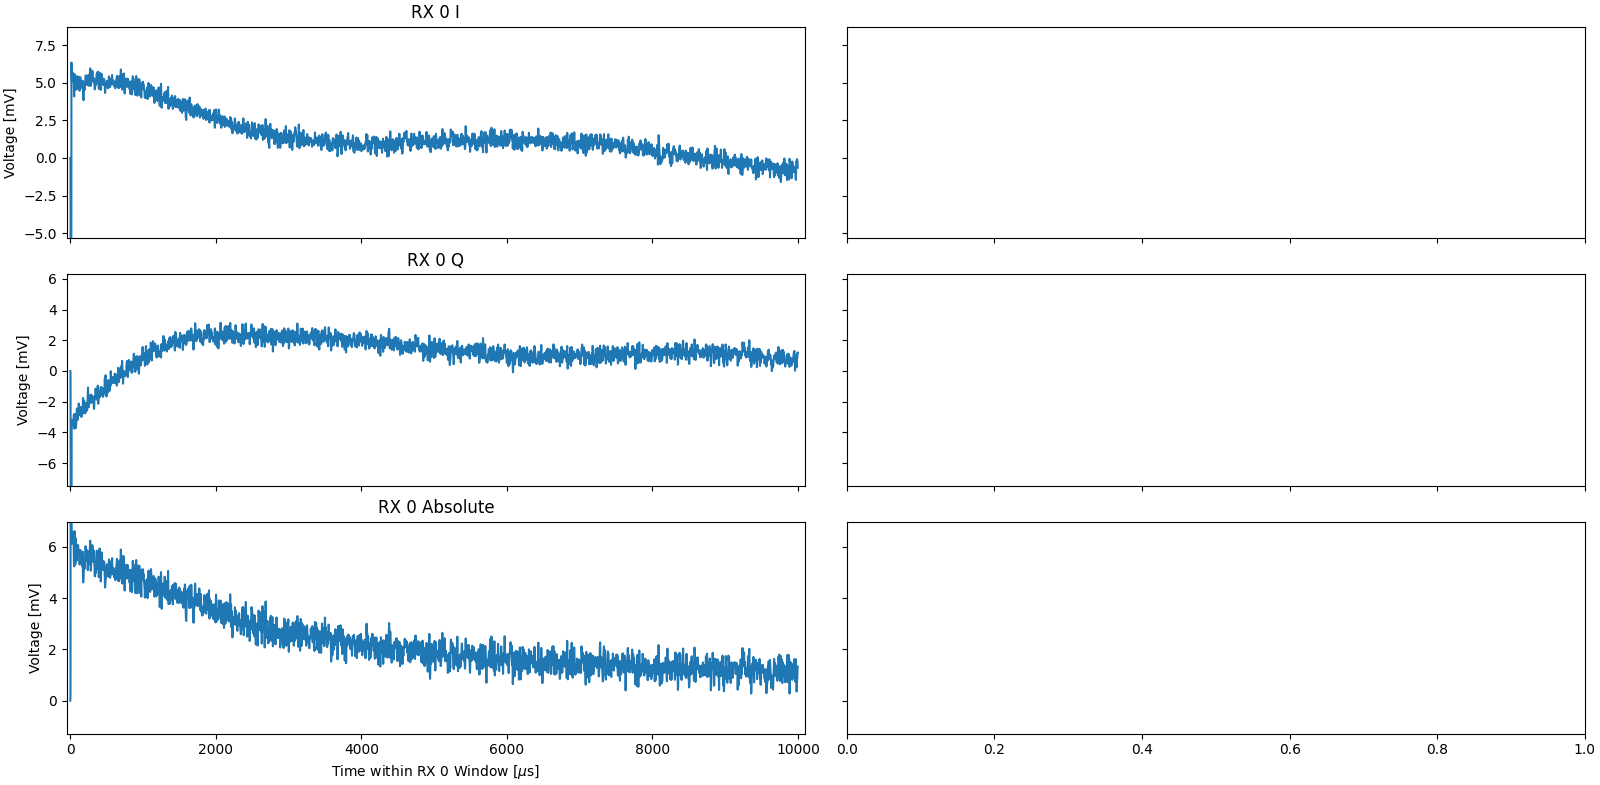 RX 0 I
Voltage [mV]
7.5
5.0
2.5
0.0
−2.5
−5.0
RX 0 Q
Voltage [mV]
6
4
2
0
−2
−4
−6
RX 0 Absolute
Voltage [mV]
6
4
2
0
0 2000 4000 6000 8000 10000
Time within RX 0 Window [μs]
0.0 0.2 0.4 0.6 0.8 1.0